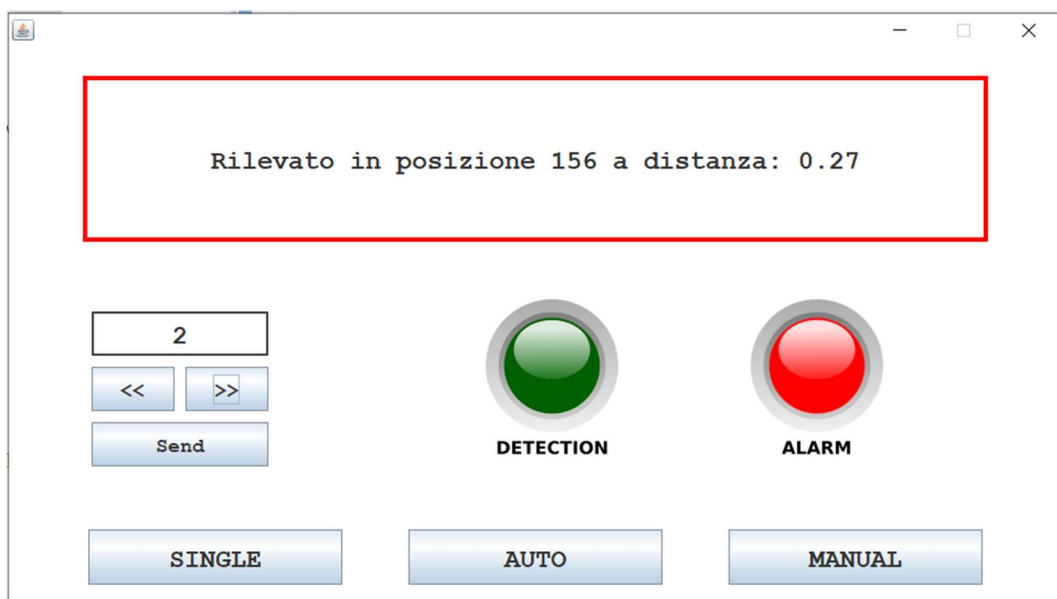 Rilevato in posizione 156 a distanza: 0.27
2
<< >>
Send
DETECTION
ALARM
SINGLE
AUTO
MANUAL